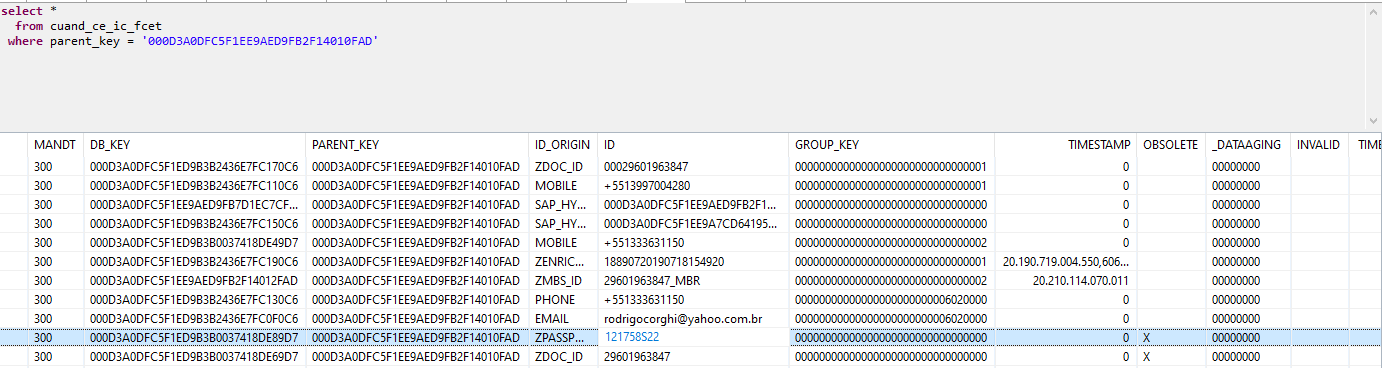 select *
from cuand_ce_ic_fcet
where parent_key = '000D3A0DFC5F1EE9AED9FB2F14010FAD'
MANDT DB_KEY PARENT_KEY ID_ORIGIN ID GROUP_KEY TIMESTAMP OBSOLETE _DATAAGING INVALID TIME
300 000D3A0DFC5F1ED9B3B2436E7FC170C6 000D3A0DFC5F1EE9AED9FB2F14010FAD ZDOC_ID 00029601963847 00000000000000000000000000000001 0 00000000
300 000D3A0DFC5F1ED9B3B2436E7FC110C6 000D3A0DFC5F1EE9AED9FB2F14010FAD MOBILE +5513997004280 00000000000000000000000000000001 0 00000000
300 000D3A0DFC5F1EE9AED9FB7D1EC7CF... 000D3A0DFC5F1EE9AED9FB2F14010FAD SAP_HY... 000D3A0DFC5F1EE9AED9FB2F1... 00000000000000000000000000000000 0 00000000
300 000D3A0DFC5F1ED9B3B2436E7FC150C6 000D3A0DFC5F1EE9AED9FB2F14010FAD SAP_HY... 000D3A0DFC5F1EE9A7CD64195... 00000000000000000000000000000000 0 00000000
300 000D3A0DFC5F1ED9B3B0037418DE49D7 000D3A0DFC5F1EE9AED9FB2F14010FAD MOBILE +551333631150 00000000000000000000000000000002 0 00000000
300 000D3A0DFC5F1ED9B3B2436E7FC190C6 000D3A0DFC5F1EE9AED9FB2F14010FAD ZENRIC... 18890720190718154920 00000000000000000000000000000001 20.190.719.004.550,606... 00000000
300 000D3A0DFC5F1EE9AED9FB2F14012FAD 000D3A0DFC5F1EE9AED9FB2F14010FAD ZMBS_ID 29601963847_MBR 00000000000000000000000000000002 20.210.114.070.011 00000000
300 000D3A0DFC5F1ED9B3B2436E7FC130C6 000D3A0DFC5F1EE9AED9FB2F14010FAD PHONE +551333631150 00000000000000000000000006020000 0 00000000
300 000D3A0DFC5F1ED9B3B2436E7FC0F0C6 000D3A0DFC5F1EE9AED9FB2F14010FAD EMAIL rodrigocorghi@yahoo.com.br 00000000000000000000000006020000 0 00000000
300 000D3A0DFC5F1ED9B3B0037418DE89D7 000D3A0DFC5F1EE9AED9FB2F14010FAD ZPASSP... 121758S22 00000000000000000000000000000000 0 X 00000000
300 000D3A0DFC5F1ED9B3B0037418DE69D7 000D3A0DFC5F1EE9AED9FB2F14010FAD ZDOC_ID 29601963847 00000000000000000000000000000000 0 X 00000000